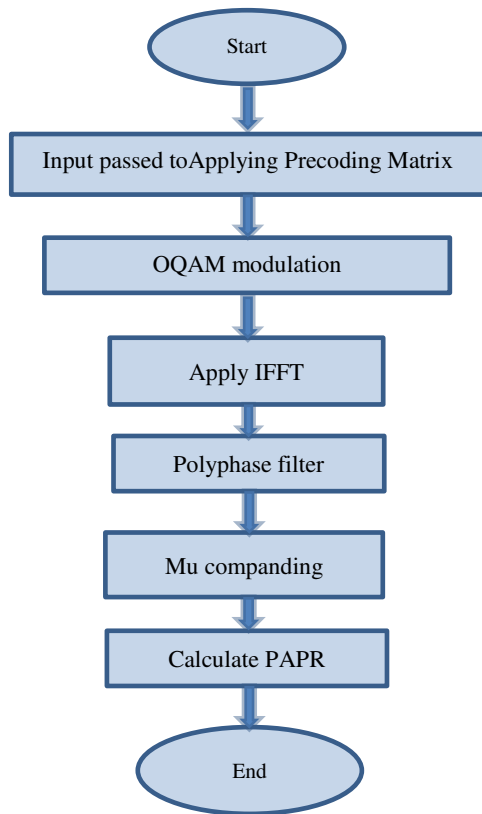 Start
Input passed toApplying Precoding Matrix
OQAM modulation
Apply IFFT
Polyphase filter
Mu companding
Calculate PAPR
End